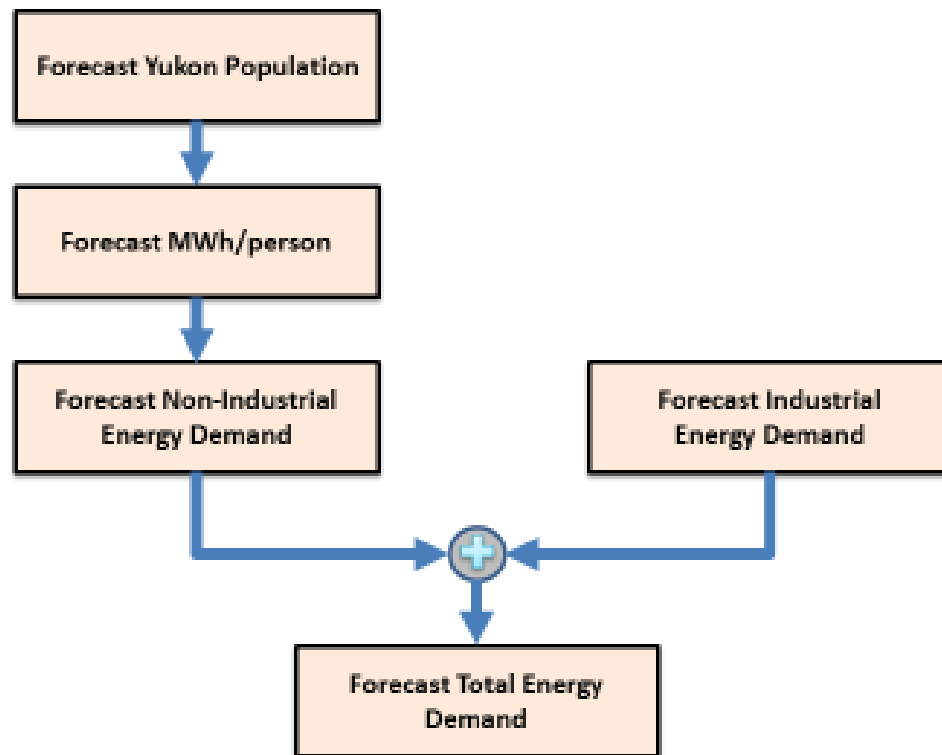 Forecast Yukon Population
Forecast MWh/person
Forecast Non-Industrial
Energy Demand
Forecast Industrial
Energy Demand
Forecast Total Energy
Demand